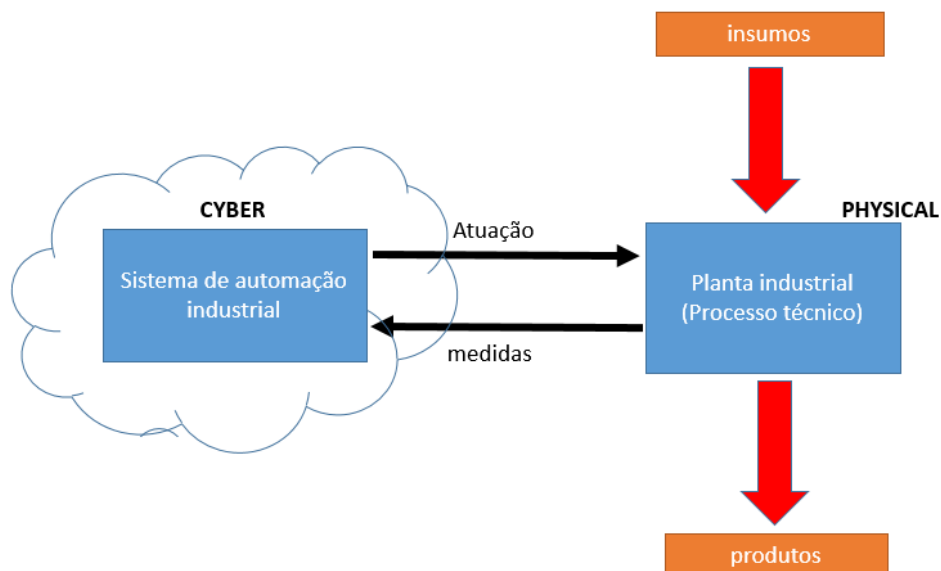 insumos
CYBER
PHYSICAL
Atuação
Sistema de automação
industrial
Planta industrial
(Processo técnico)
medidas
produtos